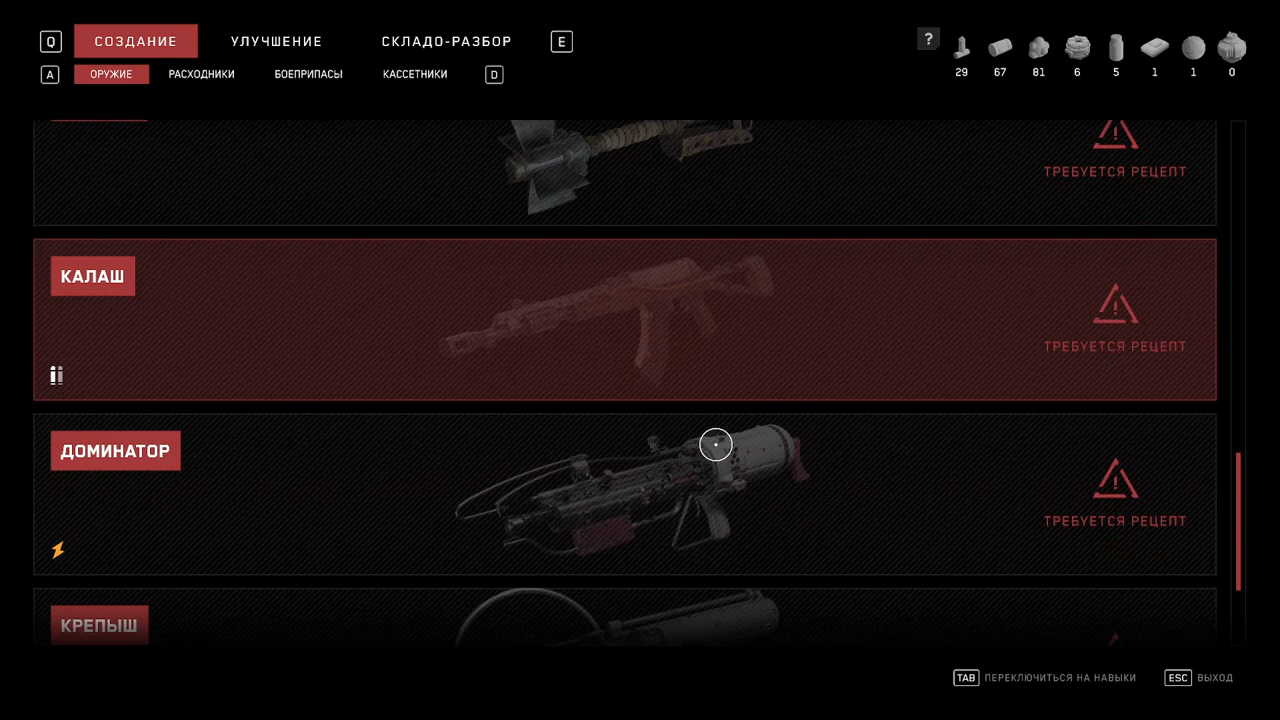 Q СОЗДАНИЕ УЛУЧШЕНИЕ СКЛАДО-РАЗБОР E ?
A ОРУЖИЕ РАСХОДНИКИ БОЕПРИПАСЫ КАССЕТНИКИ D 29 67 81 6 5 1 1 0
ТРЕБУЕТСЯ РЕЦЕПТ
КАЛАШ
ТРЕБУЕТСЯ РЕЦЕПТ
ДОМИНАТОР
ТРЕБУЕТСЯ РЕЦЕПТ
КРЕПЫШ
TAB ПЕРЕКЛЮЧИТЬСЯ НА НАВЫКИ ESC ВЫХОД